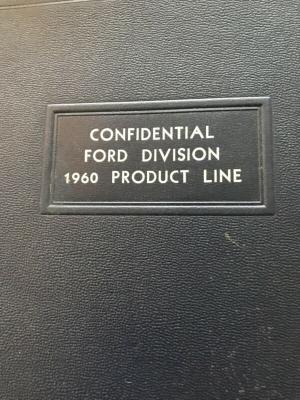 CONFIDENTIAL
FORD DIVISION
1960 PRODUCT LINE